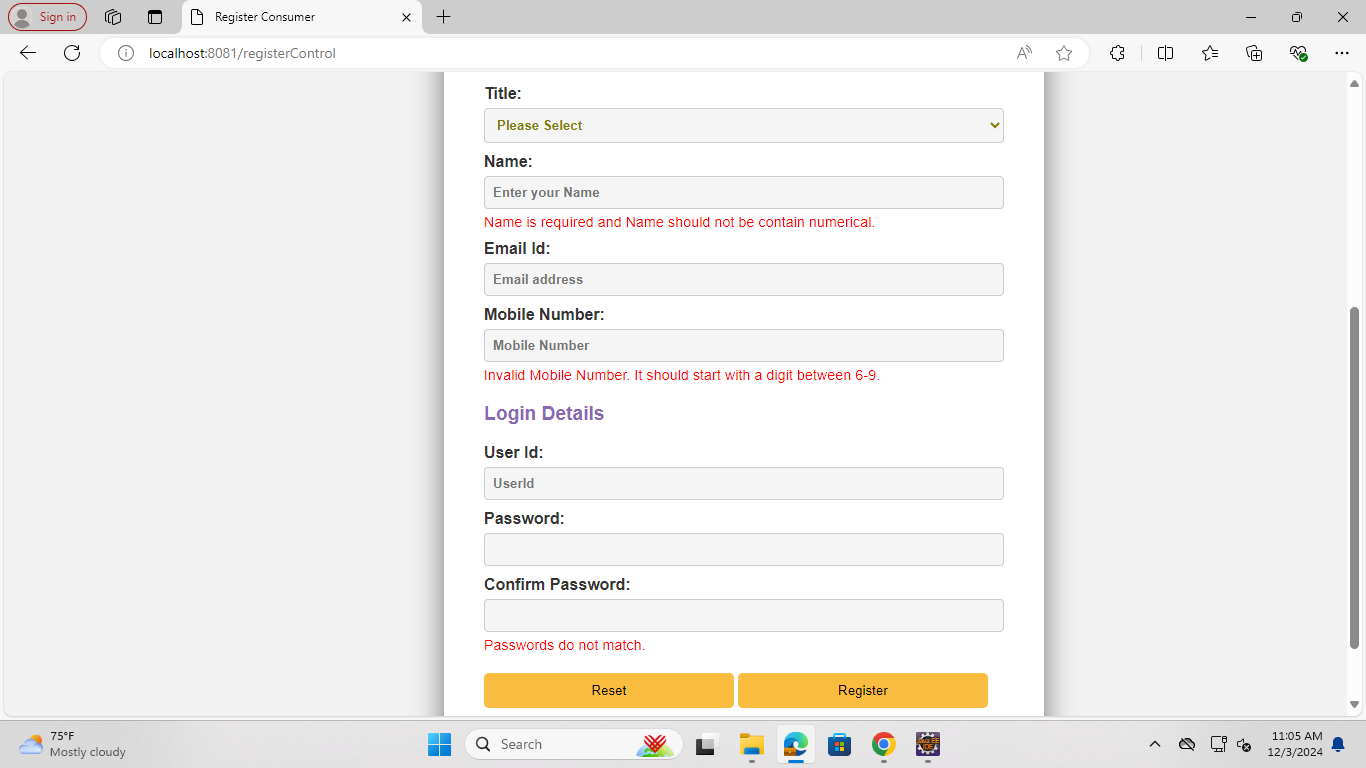 Sign in
Register Consumer
localhost:8081/registerControl
Title:
Please Select
Name:
Enter your Name
Name is required and Name should not be contain numerical.
Email Id:
Email address
Mobile Number:
Mobile Number
Invalid Mobile Number. It should start with a digit between 6-9.
Login Details
User Id:
UserId
Password:
Confirm Password:
Passwords do not match.
Reset Register
75°F
Mostly cloudy
Search
11:05 AM
12/3/2024